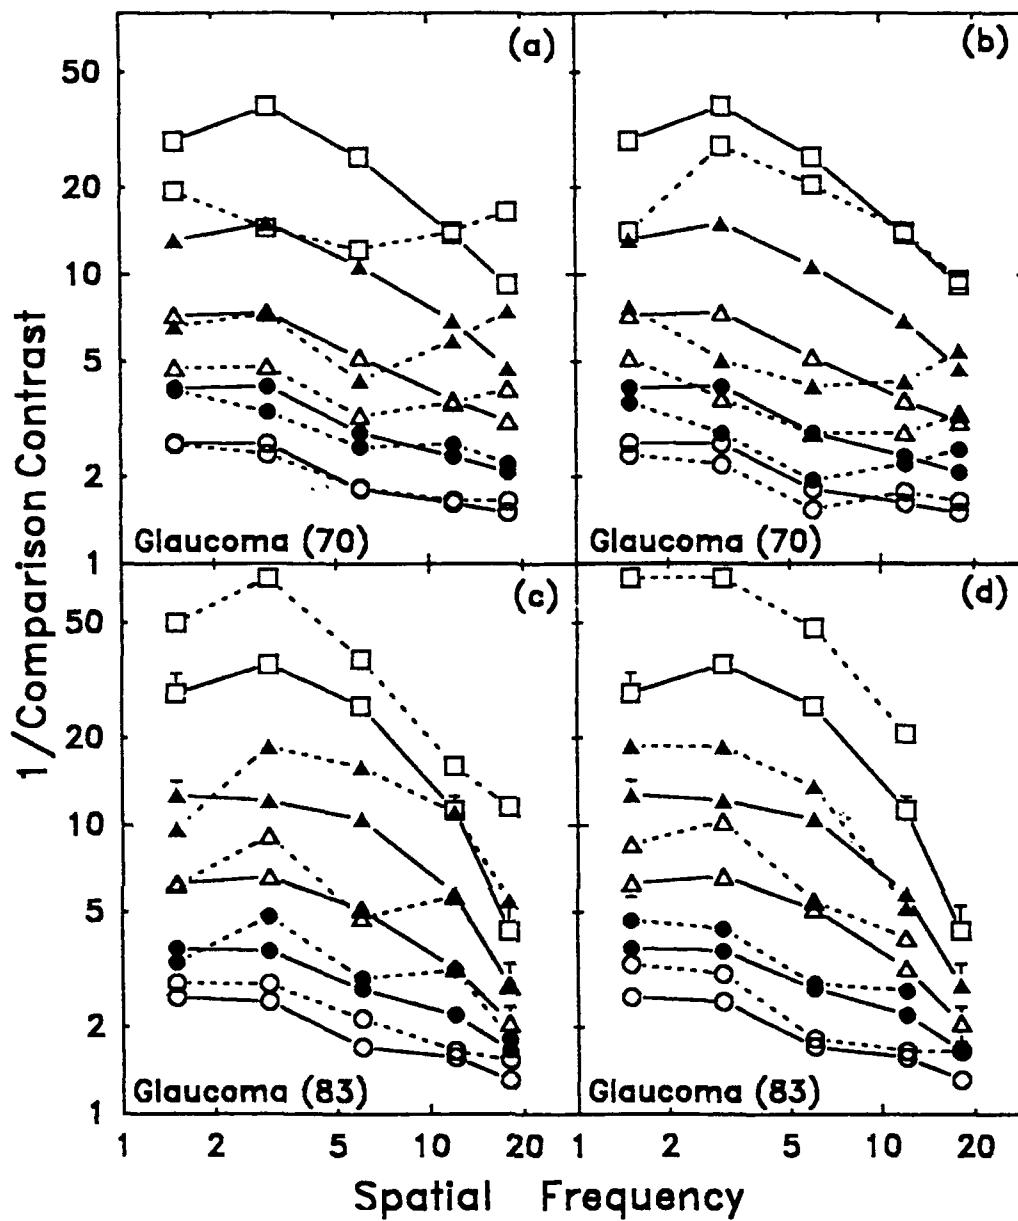 (a)
(b)
50
20
10
5
2
1
Glaucoma (70)
Glaucoma (70)
(c)
(d)
50
20
10
5
2
1
Glaucoma (83)
Glaucoma (83)
1 2 5 10 20 1 2 5 10 20
1/Comparison Contrast
Spatial Frequency